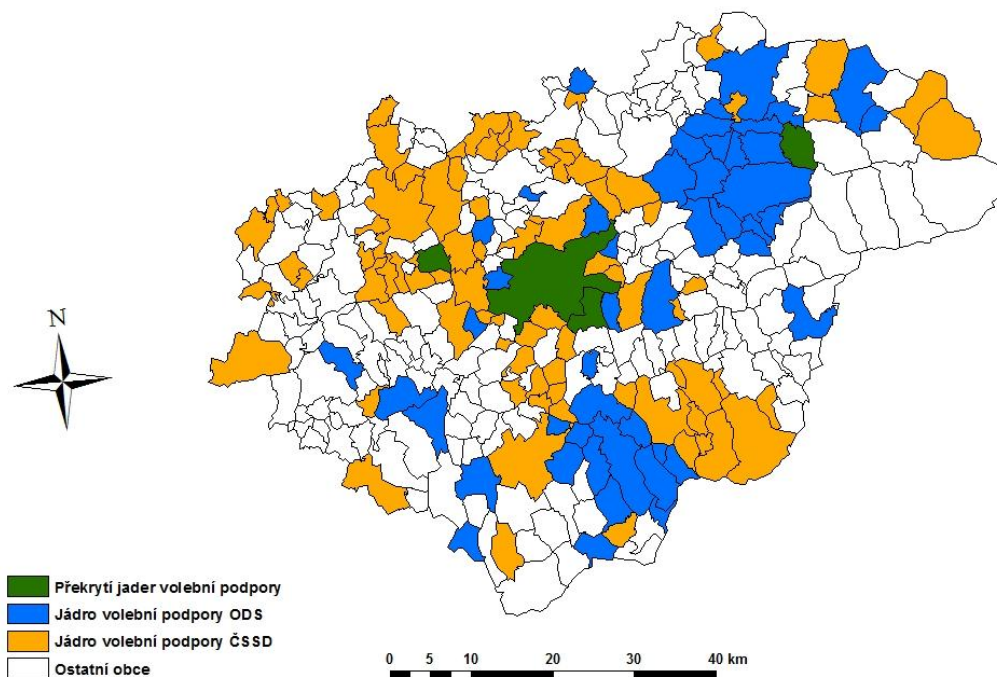 N
Překrytí jader volební podpory
Jádro volební podpory ODS
Jádro volební podpory ČSSD
Ostatní obce
0 5 10 20 30 40 km